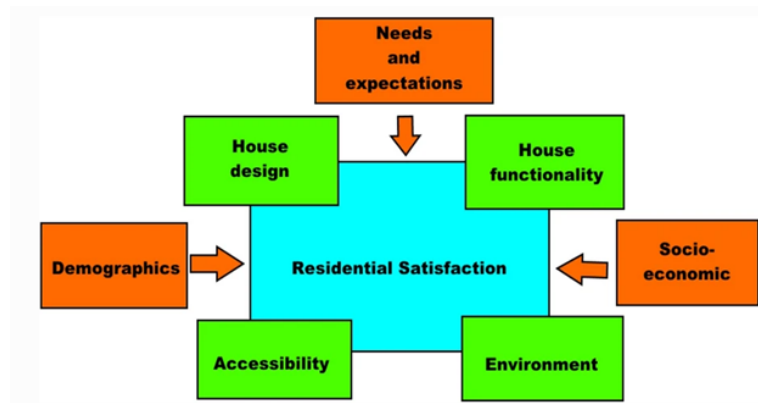 Needs
and
expectations
House
design
House
functionality
Demographics
Residential Satisfaction
Socio-
economic
Accessibility
Environment